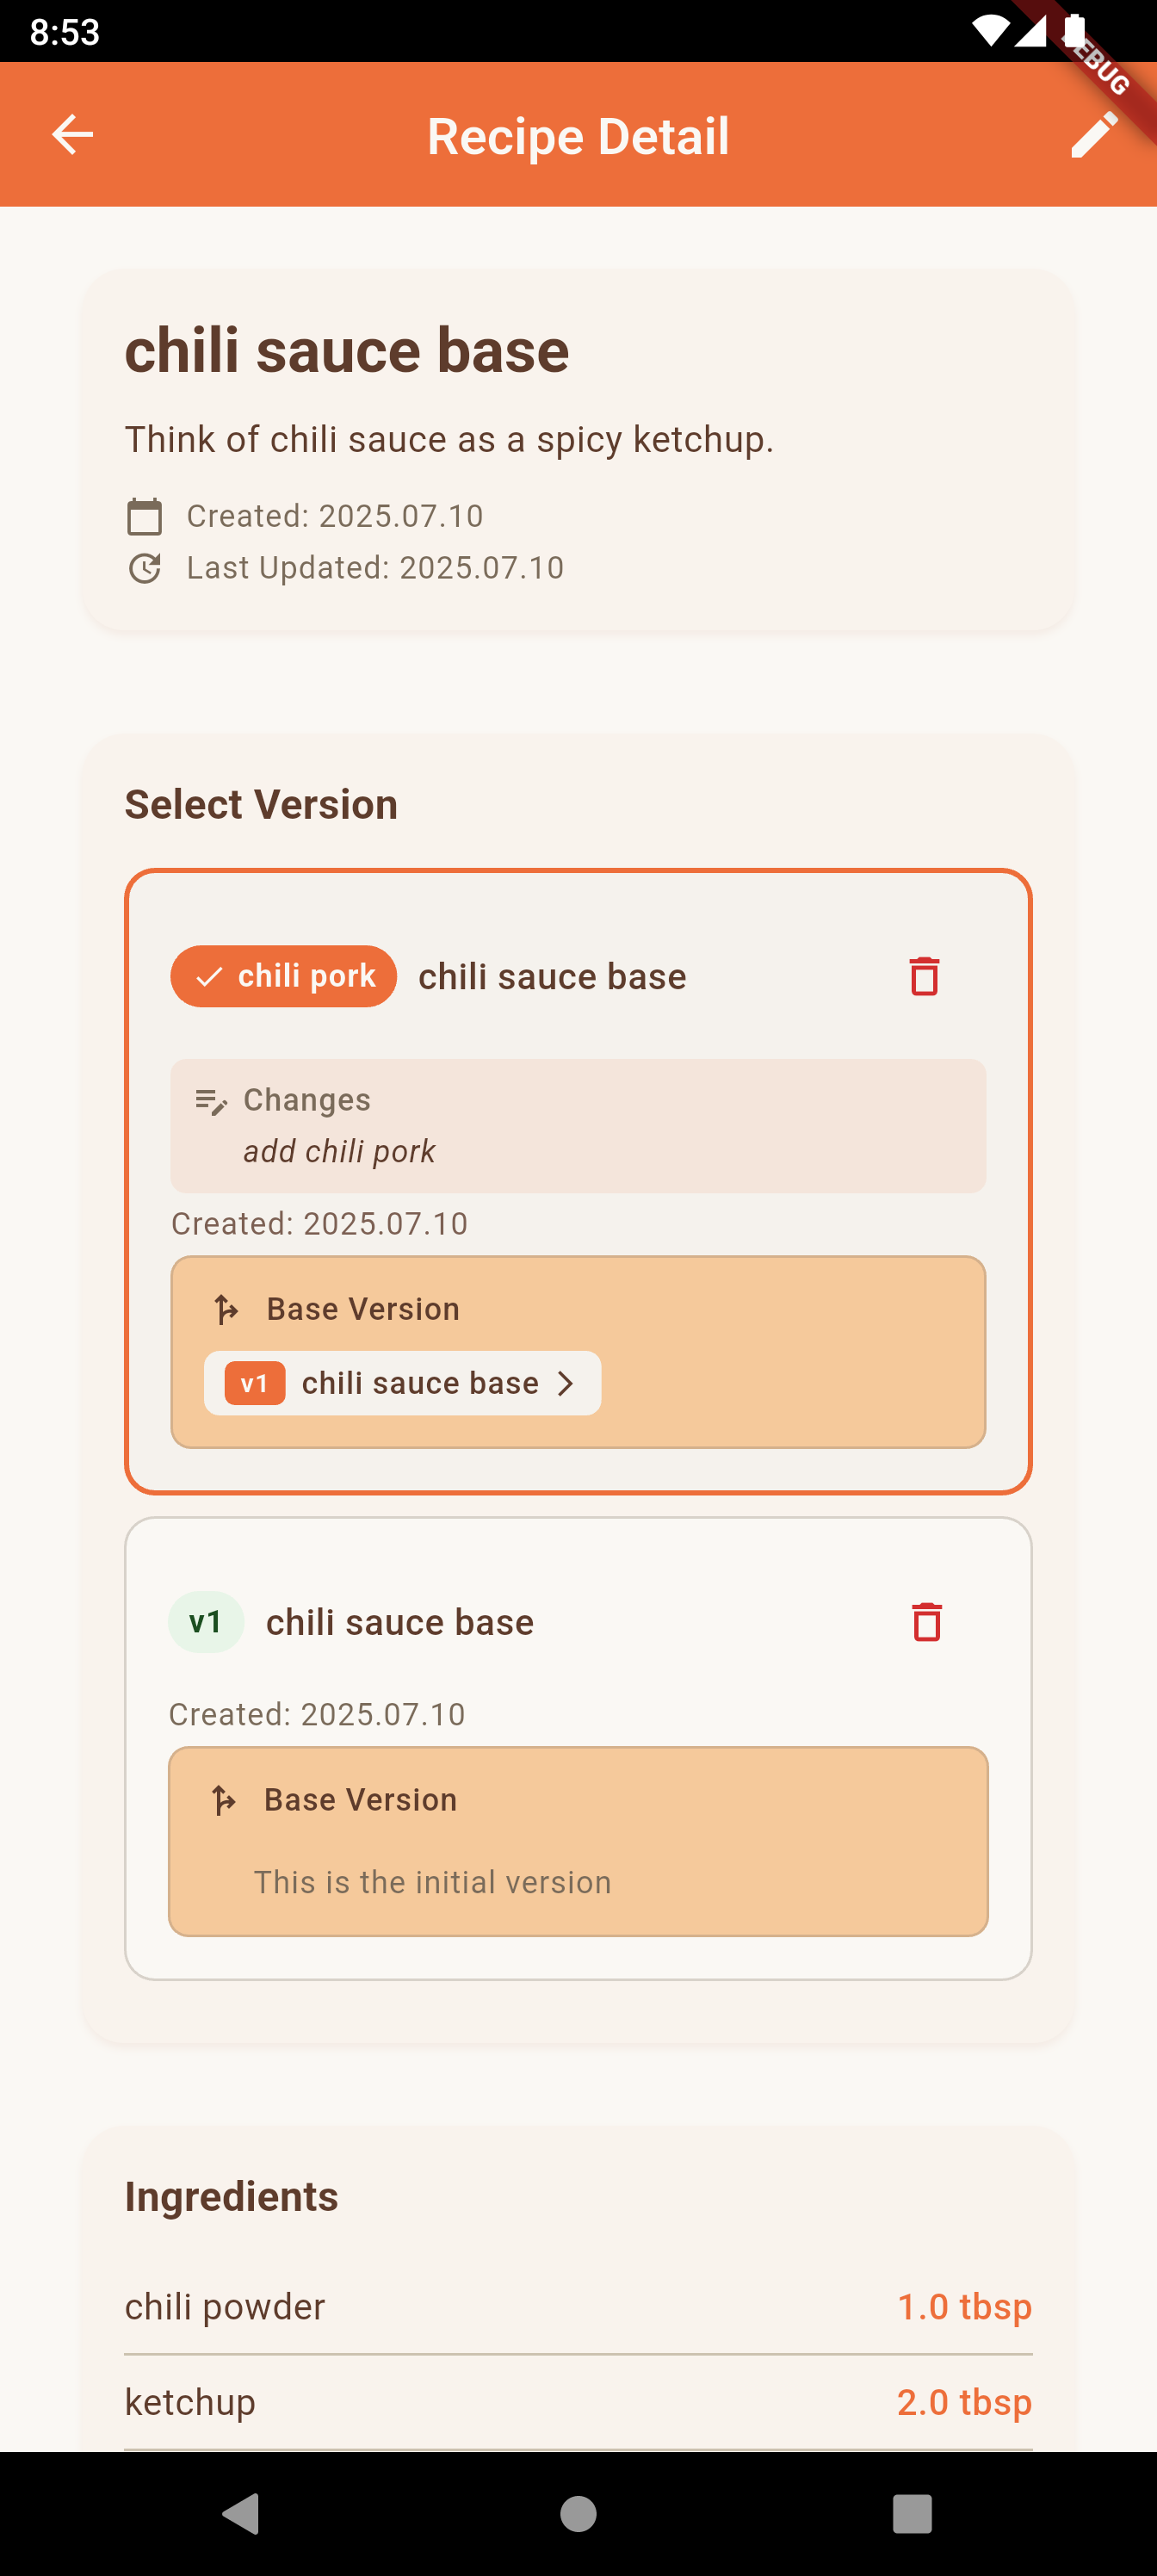 8:53
DEBUG
Recipe Detail
chili sauce base
Think of chili sauce as a spicy ketchup.
Created: 2025.07.10
Last Updated: 2025.07.10
Select Version
chili pork chili sauce base
Changes
add chili pork
Created: 2025.07.10
Base Version
v1 chili sauce base
v1 chili sauce base
Created: 2025.07.10
Base Version
This is the initial version
Ingredients
chili powder 1.0 tbsp
ketchup 2.0 tbsp